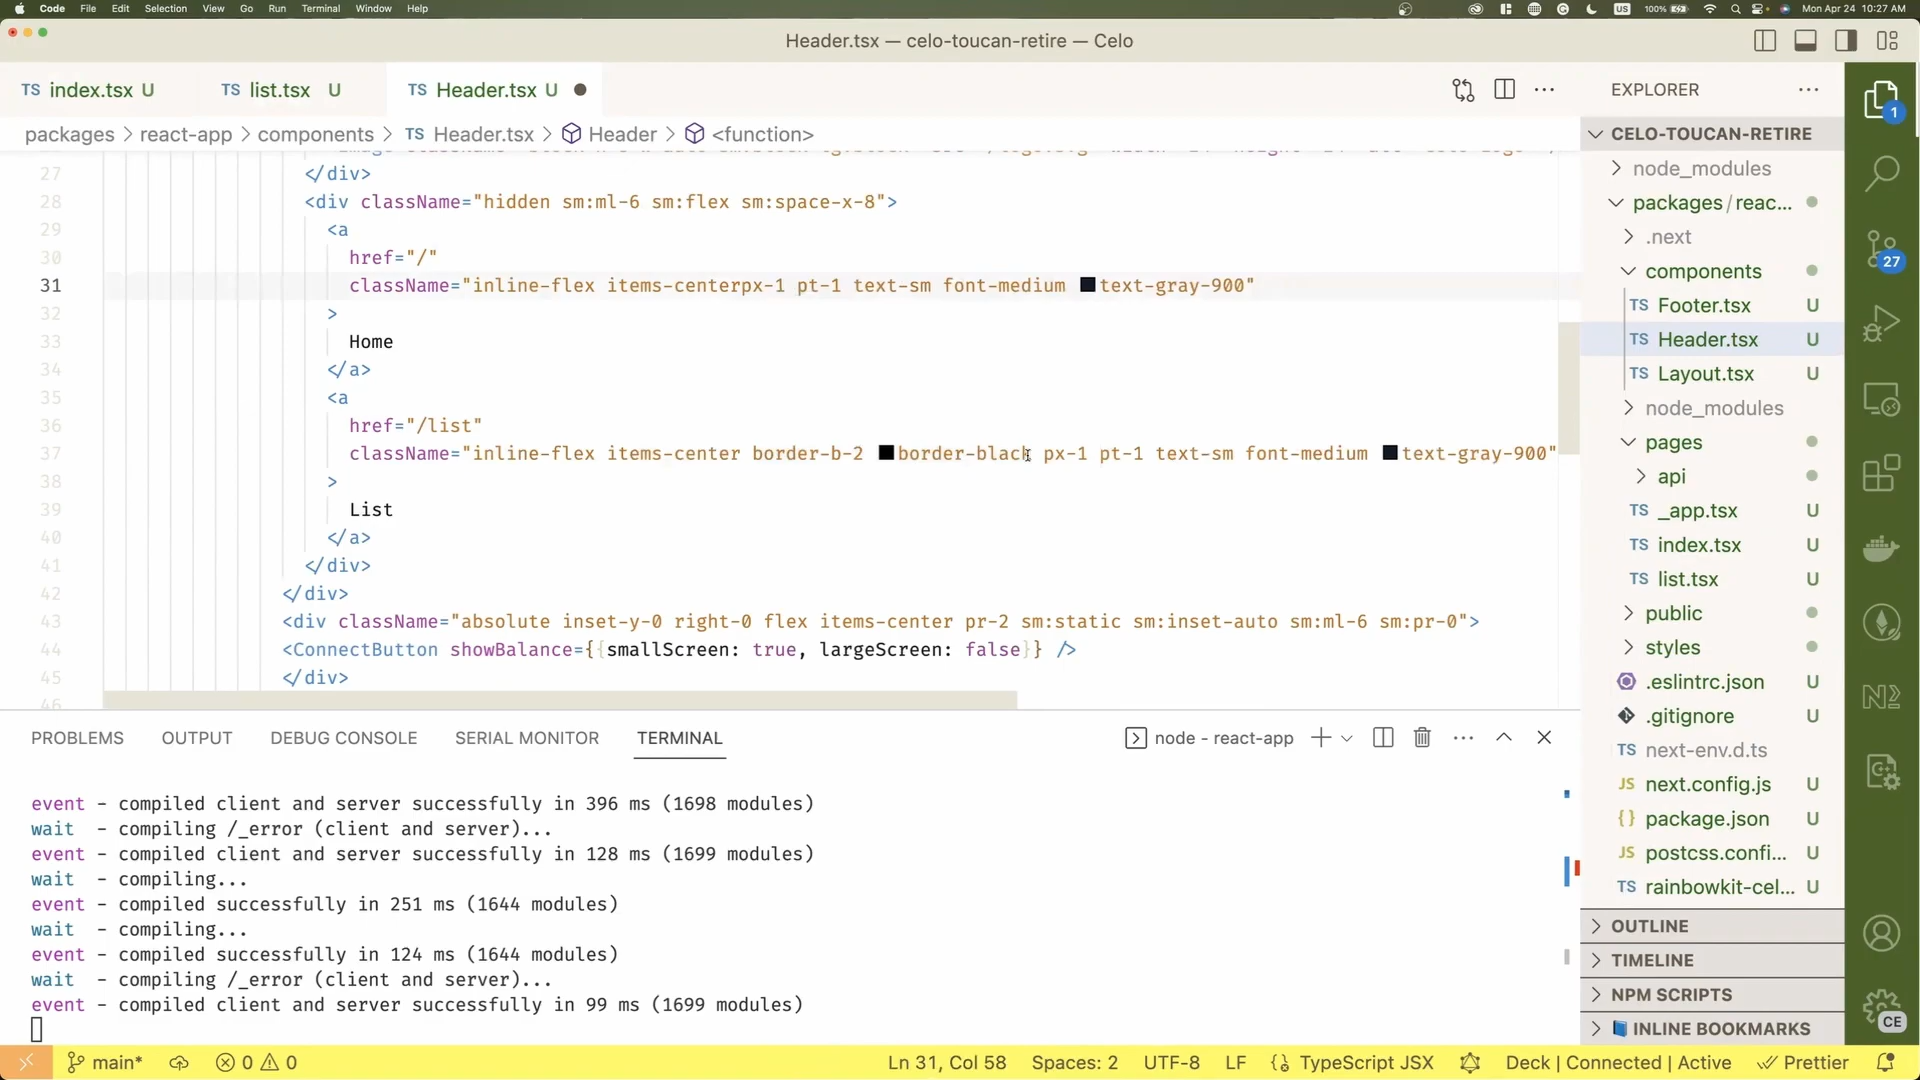 Code File Edit Selection View Go Run Terminal Window Help US 100% Mon Apr 24 10:27 AM
Header.tsx — celo-toucan-retire — Celo
TS index.tsx U TS list.tsx U TS Header.tsx U
packages > react-app > components > TS Header.tsx > Header > <function>
27 </div>
28 <div className="hidden sm:ml-6 sm:flex sm:space-x-8">
29 <a
30 href="/"
31 className="inline-flex items-centerpx-1 pt-1 text-sm font-medium text-gray-900"
32 >
33 Home
34 </a>
35 <a
36 href="/list"
37 className="inline-flex items-center border-b-2 border-black px-1 pt-1 text-sm font-medium text-gray-900"
38 >
39 List
40 </a>
41 </div>
42 </div>
43 <div className="absolute inset-y-0 right-0 flex items-center pr-2 sm:static sm:inset-auto sm:ml-6 sm:pr-0">
44 <ConnectButton showBalance={{smallScreen: true, largeScreen: false}} />
45 </div>
46
PROBLEMS OUTPUT DEBUG CONSOLE SERIAL MONITOR TERMINAL node - react-app
event - compiled client and server successfully in 396 ms (1698 modules)
wait - compiling /_error (client and server)...
event - compiled client and server successfully in 128 ms (1699 modules)
wait - compiling...
event - compiled successfully in 251 ms (1644 modules)
wait - compiling...
event - compiled successfully in 124 ms (1644 modules)
wait - compiling /_error (client and server)...
event - compiled client and server successfully in 99 ms (1699 modules)
EXPLORER
CELO-TOUCAN-RETIRE
node_modules
packages/reac...
.next
components
TS Footer.tsx U
TS Header.tsx U
TS Layout.tsx U
node_modules
pages
api
TS _app.tsx U
TS index.tsx U
TS list.tsx U
public
styles
.eslintrc.json U
.gitignore U
TS next-env.d.ts
JS next.config.js U
{} package.json U
JS postcss.confi... U
TS rainbowkit-cel... U
OUTLINE
TIMELINE
NPM SCRIPTS
INLINE BOOKMARKS
1
27
CE
main* 0 0 Ln 31, Col 58 Spaces: 2 UTF-8 LF {} TypeScript JSX Deck | Connected | Active Prettier